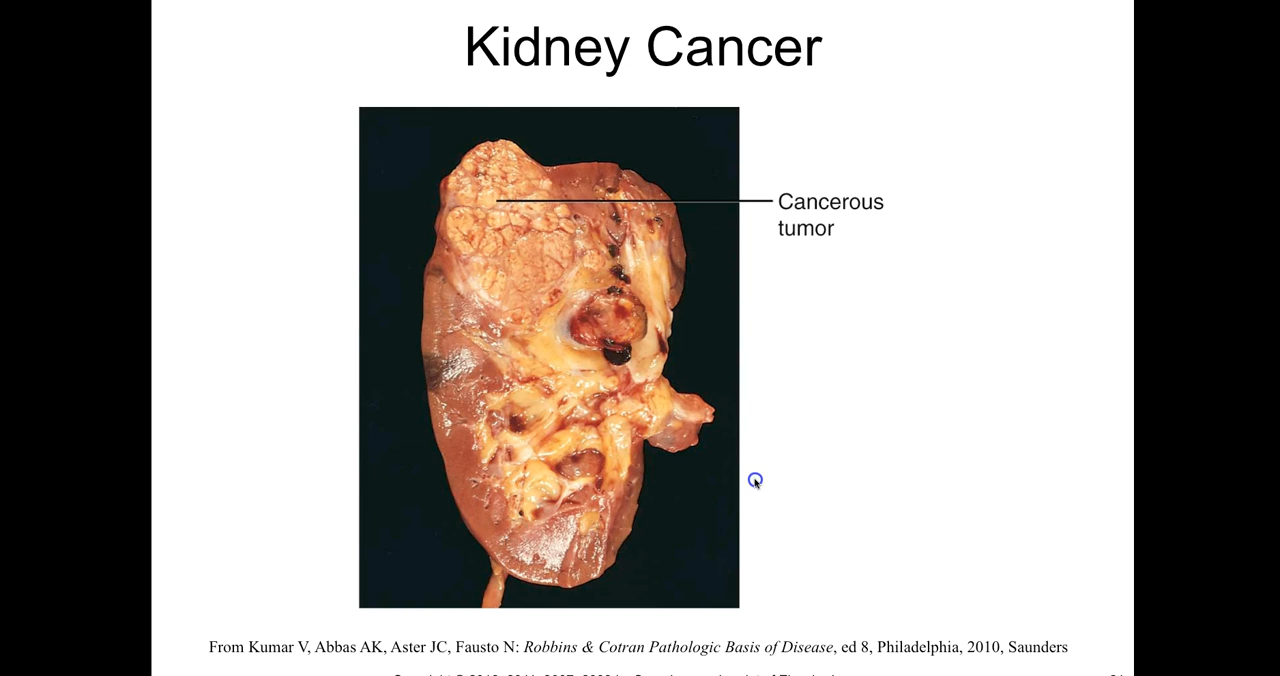 Kidney Cancer
Cancerous
tumor
From Kumar V, Abbas AK, Aster JC, Fausto N: Robbins & Cotran Pathologic Basis of Disease, ed 8, Philadelphia, 2010, Saunders